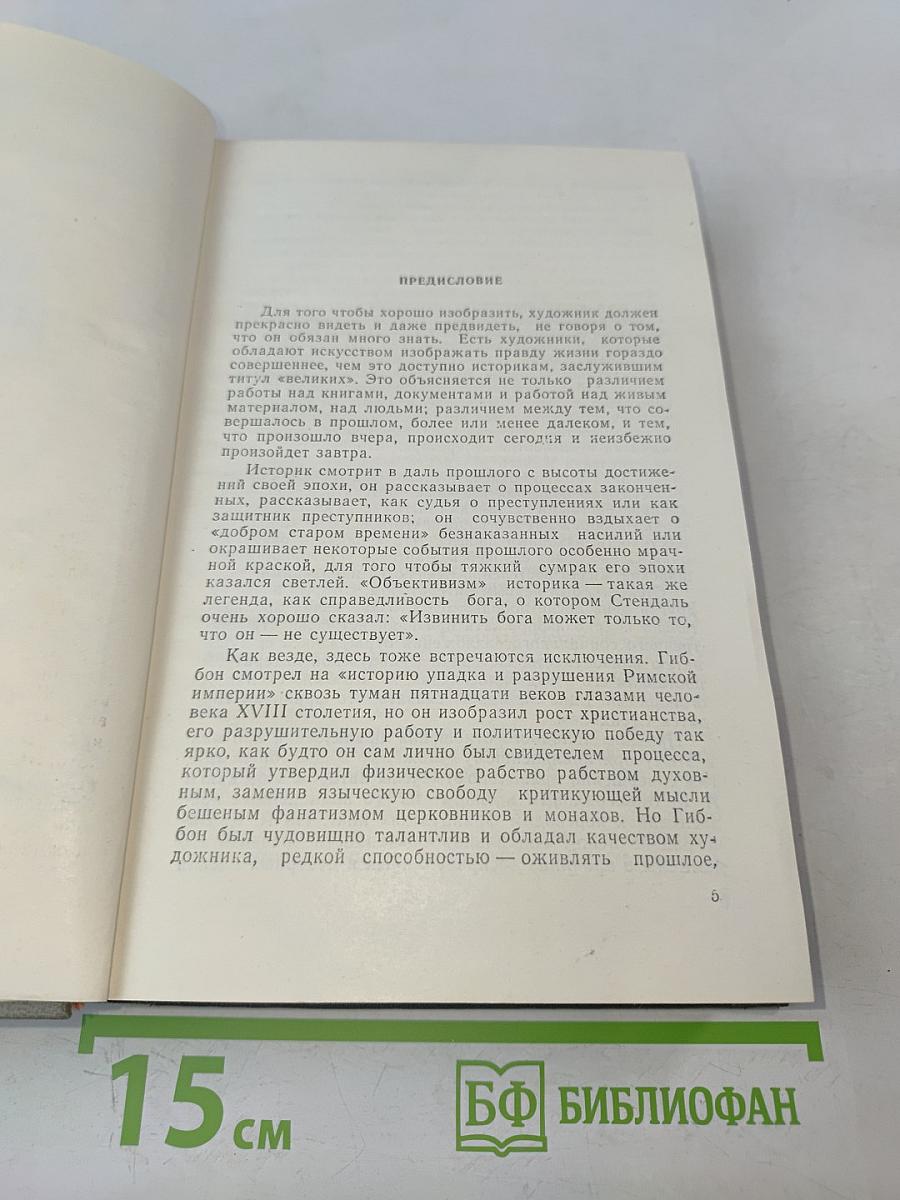 ПРЕДИСЛОВИЕ
Для того чтобы хорошо изобразить, художник должен
прекрасно видеть и даже предвидеть, не говоря о том,
что он обязан много знать. Есть художники, которые
обладают искусством изображать правду жизни гораздо
совершеннее, чем это доступно историкам, заслужившим
титул «великих». Это объясняется не только различием
работы над книгами, документами и работой над живым
материалом, над людьми; различием между тем, что со-
вершалось в прошлом, более или менее далеком, и тем,
что произошло вчера, происходит сегодня и неизбежно
произойдет завтра.
Историк смотрит в даль прошлого с высоты достиже-
ний своей эпохи, он рассказывает о процессах закончен-
ных, рассказывает, как судья о преступлениях или как
защитник преступников; он сочувственно вздыхает о
«добром старом времени» безнаказанных насилий или
окрашивает некоторые события прошлого особенно мрач-
ной краской, для того чтобы тяжкий сумрак его эпохи
казался светлей. «Объективизм» историка — такая же
легенда, как справедливость бога, о котором Стендаль
очень хорошо сказал: «Извинить бога может только то,
что он — не существует».
Как везде, здесь тоже встречаются исключения. Гиб-
бон смотрел на «историю упадка и разрушения Римской
империи» сквозь туман пятнадцати веков глазами чело-
века XVIII столетия, но он изобразил рост христианства,
его разрушительную работу и политическую победу так
ярко, как будто он сам лично был свидетелем процесса,
который утвердил физическое рабство рабством духов-
ным, заменив языческую свободу критикующей мысли
бешеным фанатизмом церковников и монахов. Но Гиб-
бон был чудовищно талантлив и обладал качеством ху-
дожника, редкой способностью — оживлять прошлое,
5
15 см
БФ БИБЛИОФАН